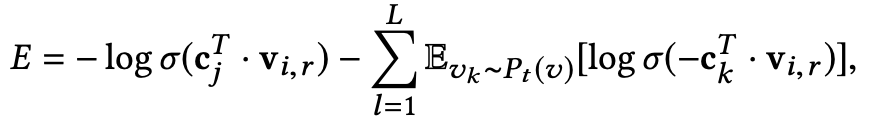 E = − log σ(𝐜_j^T · 𝐯_{i,r}) − ∑_{l=1}^{L} 𝔼_{v_k∼P_t(v)}[log σ(−𝐜_k^T · 𝐯_{i,r})],